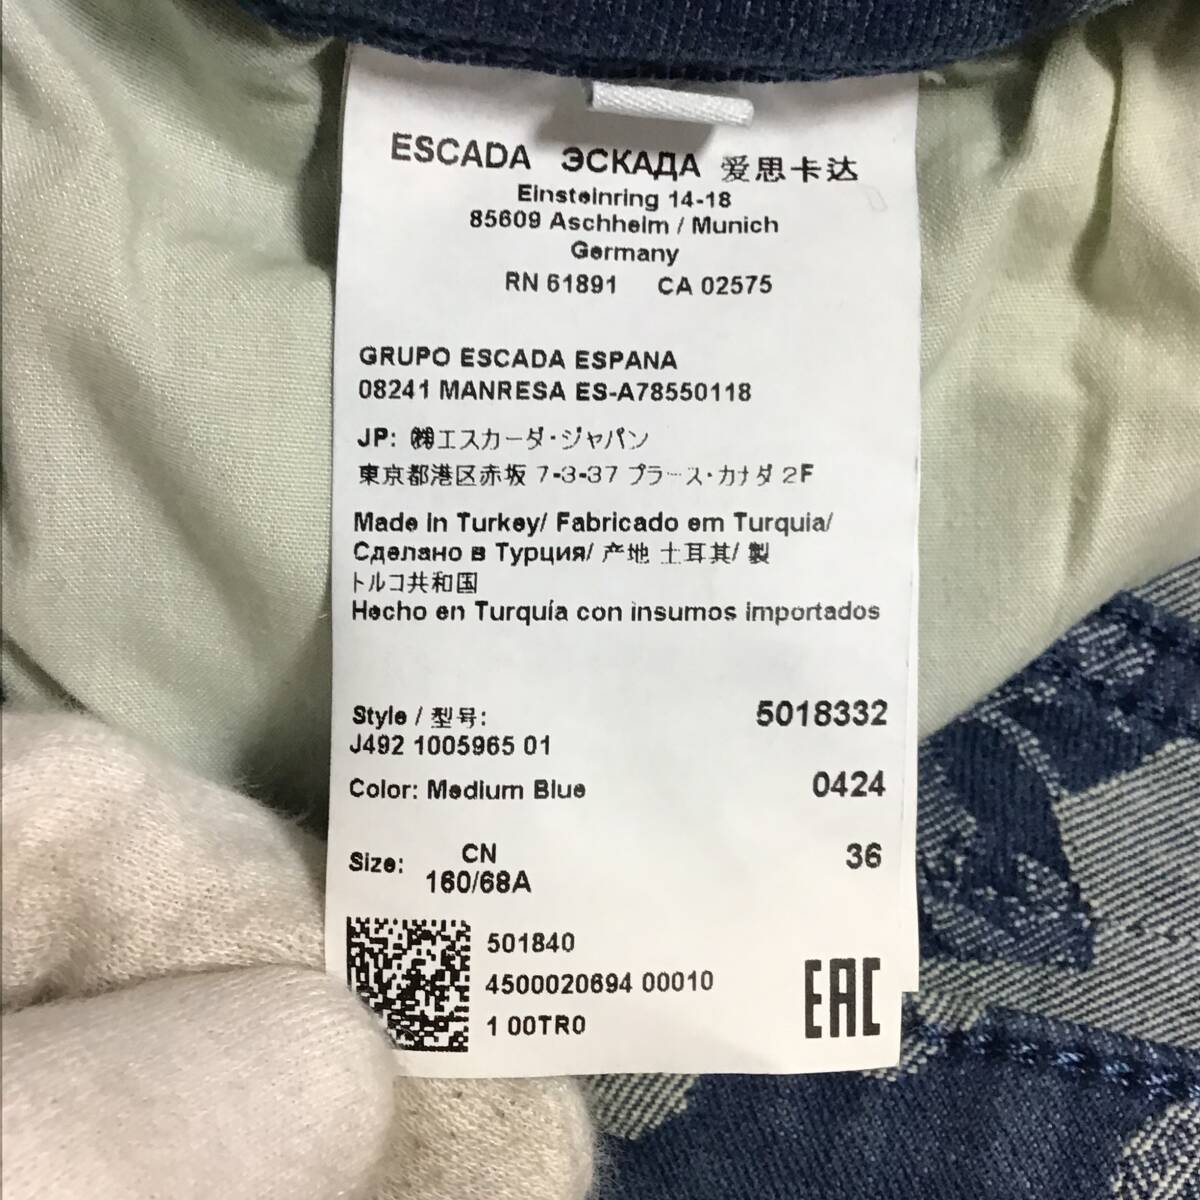 ESCADA ЭСКАДА 爱思卡达
Einsteinring 14-18
85609 Aschheim / Munich
Germany
RN 61891 CA 02575
GRUPO ESCADA ESPANA
08241 MANRESA ES-A78550118
JP: ㈱エスカーダ・ジャパン
東京都港区赤坂 7-3-37 プラース・カナダ 2F
Made in Turkey/ Fabricado em Turquia/
Сделано в Турция/ 产地 土耳其/ 製
トルコ共和国
Hecho en Turquía con insumos importados
Style / 型号: 5018332
J492 1005965 01
Color: Medium Blue 0424
Size: CN 36
160/68A
501840
4500020694 00010
1 00TR0
EAC